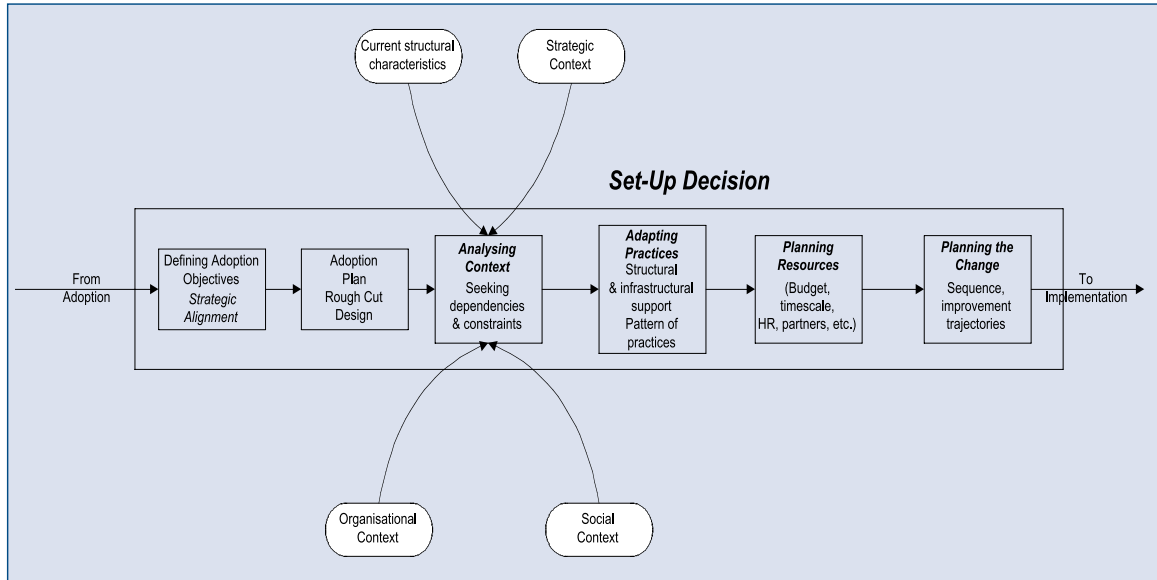 Current structural
characteristics
Strategic
Context
Set-Up Decision
From
Adoption
Defining Adoption
Objectives
Strategic
Alignment
Adoption
Plan
Rough Cut
Design
Analysing
Context
Seeking
dependencies
& constraints
Adapting
Practices
Structural
& infrastructural
support
Pattern of
practices
Planning
Resources
(Budget,
timescale,
HR, partners, etc.)
Planning the
Change
Sequence,
improvement
trajectories
To
Implementation
Organisational
Context
Social
Context